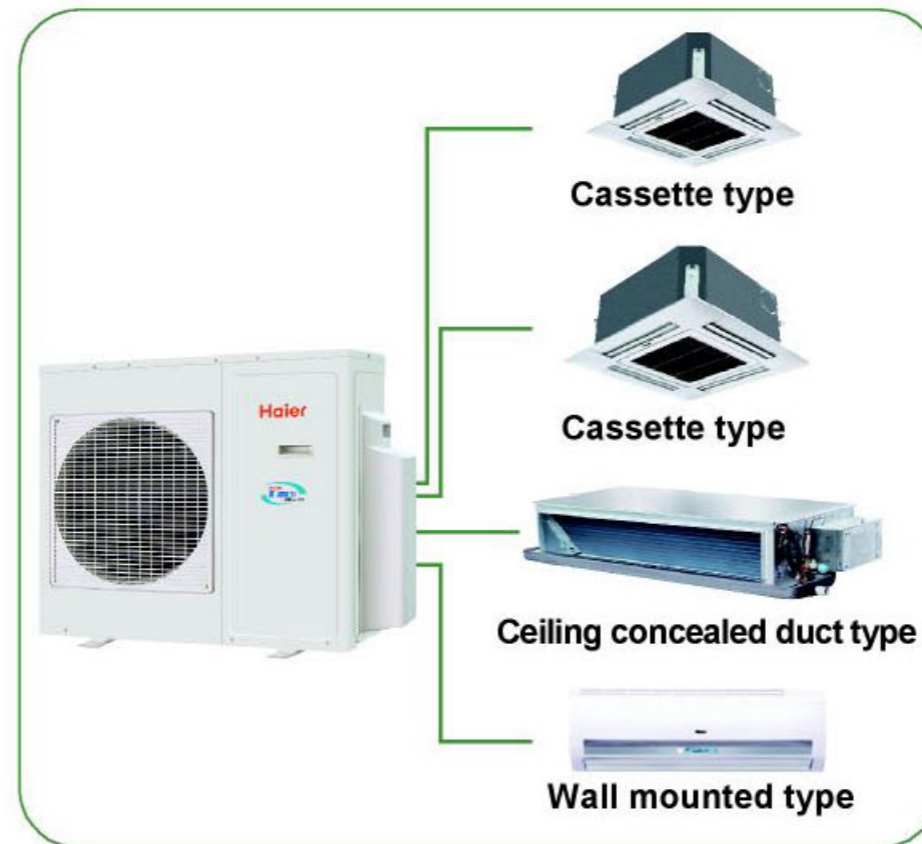 Cassette type
Cassette type
Haier
Ceiling concealed duct type
Wall mounted type